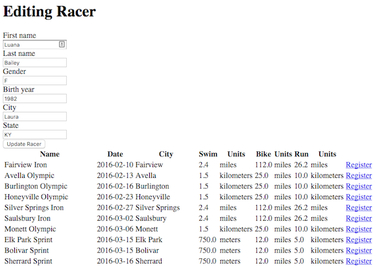 Editing Racer
First name
Luana
Last name
Bailey
Gender
F
Birth year
1982
City
Laura
State
KY
Update Racer
Name Date City Swim Units Bike Units Run Units
Fairview Iron 2016-02-10 Fairview 2.4 miles 112.0 miles 26.2 miles Register
Avella Olympic 2016-02-13 Avella 1.5 kilometers 25.0 miles 10.0 kilometers Register
Burlington Olympic 2016-02-16 Burlington 1.5 kilometers 25.0 miles 10.0 kilometers Register
Honeyville Olympic 2016-02-23 Honeyville 1.5 kilometers 25.0 miles 10.0 kilometers Register
Silver Springs Iron 2016-02-27 Silver Springs 2.4 miles 112.0 miles 26.2 miles Register
Saulsbury Iron 2016-03-02 Saulsbury 2.4 miles 112.0 miles 26.2 miles Register
Monett Olympic 2016-03-06 Monett 1.5 kilometers 25.0 miles 10.0 kilometers Register
Elk Park Sprint 2016-03-15 Elk Park 750.0 meters 12.0 miles 5.0 kilometers Register
Bolivar Sprint 2016-03-15 Bolivar 750.0 meters 12.0 miles 5.0 kilometers Register
Sherrard Sprint 2016-03-16 Sherrard 750.0 meters 12.0 miles 5.0 kilometers Register